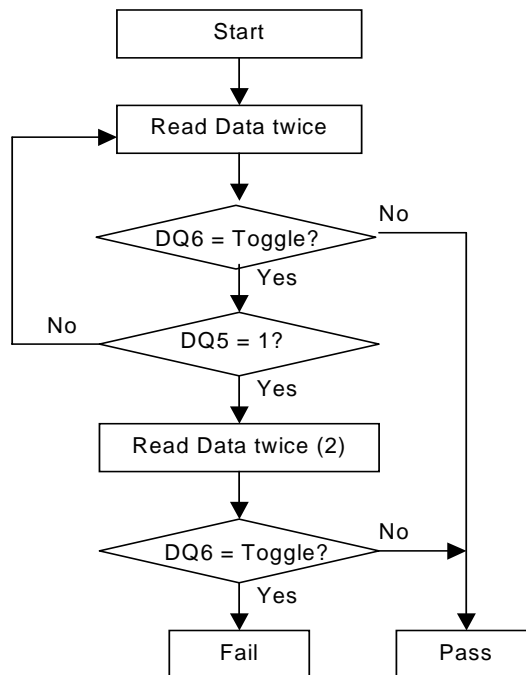 Start
Read Data twice
No
DQ6 = Toggle?
Yes
No
DQ5 = 1?
Yes
Read Data twice (2)
No
DQ6 = Toggle?
Yes
Fail
Pass